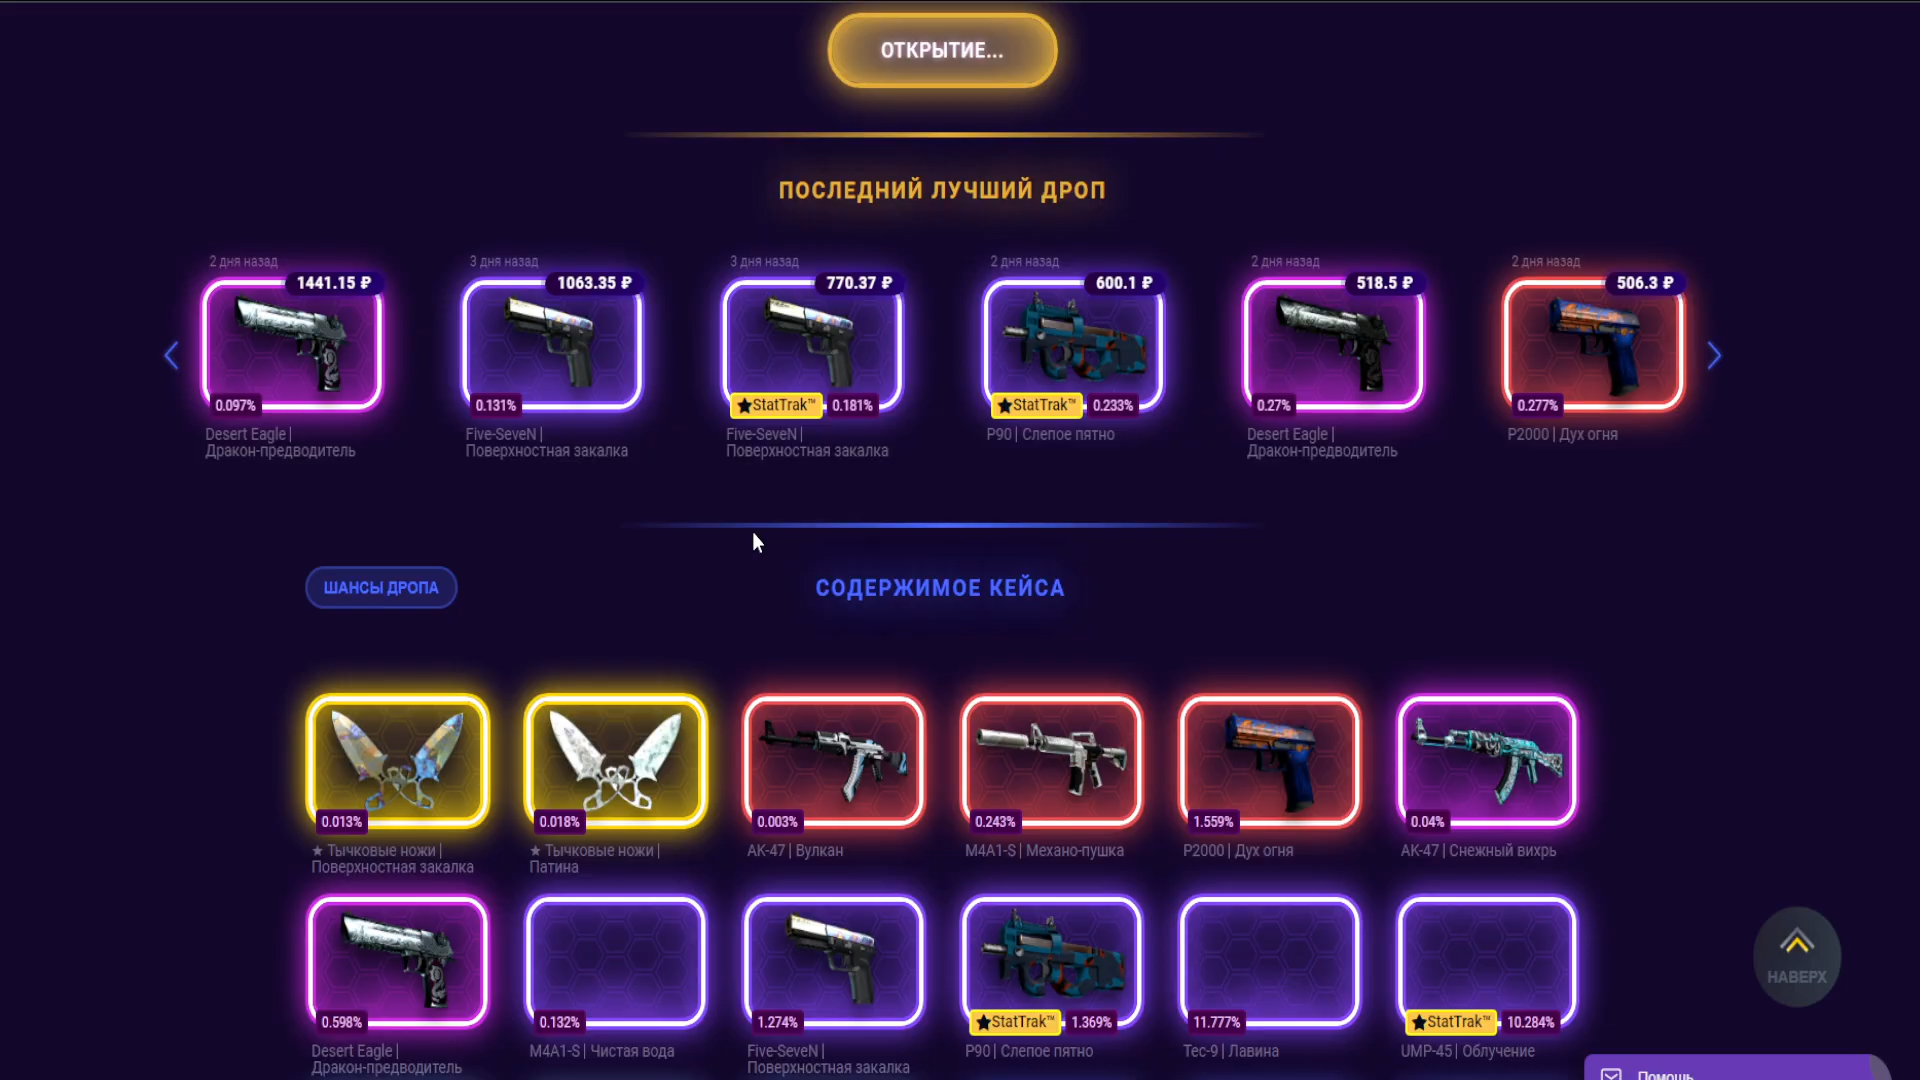 ОТКРЫТИЕ...
ПОСЛЕДНИЙ ЛУЧШИЙ ДРОП
2 дня назад
1441.15 ₽
0.097%
Desert Eagle |
Дракон-предводитель
3 дня назад
1063.35 ₽
0.131%
Five-SeveN |
Поверхностная закалка
3 дня назад
770.37 ₽
★StatTrak™ 0.181%
Five-SeveN |
Поверхностная закалка
2 дня назад
600.1 ₽
★StatTrak™ 0.233%
P90 | Слепое пятно
2 дня назад
518.5 ₽
0.27%
Desert Eagle |
Дракон-предводитель
2 дня назад
506.3 ₽
0.277%
P2000 | Дух огня
ШАНСЫ ДРОПА
СОДЕРЖИМОЕ КЕЙСА
0.013%
★ Тычковые ножи |
Поверхностная закалка
0.018%
★ Тычковые ножи |
Патина
0.003%
AK-47 | Вулкан
0.243%
M4A1-S | Механо-пушка
1.559%
P2000 | Дух огня
0.04%
AK-47 | Снежный вихрь
0.598%
Desert Eagle |
Дракон-предводитель
0.132%
M4A1-S | Чистая вода
1.274%
Five-SeveN |
Поверхностная закалка
★StatTrak™ 1.369%
P90 | Слепое пятно
11.777%
Tec-9 | Лавина
★StatTrak™ 10.284%
UMP-45 | Облучение
НАВЕРХ
Помощь